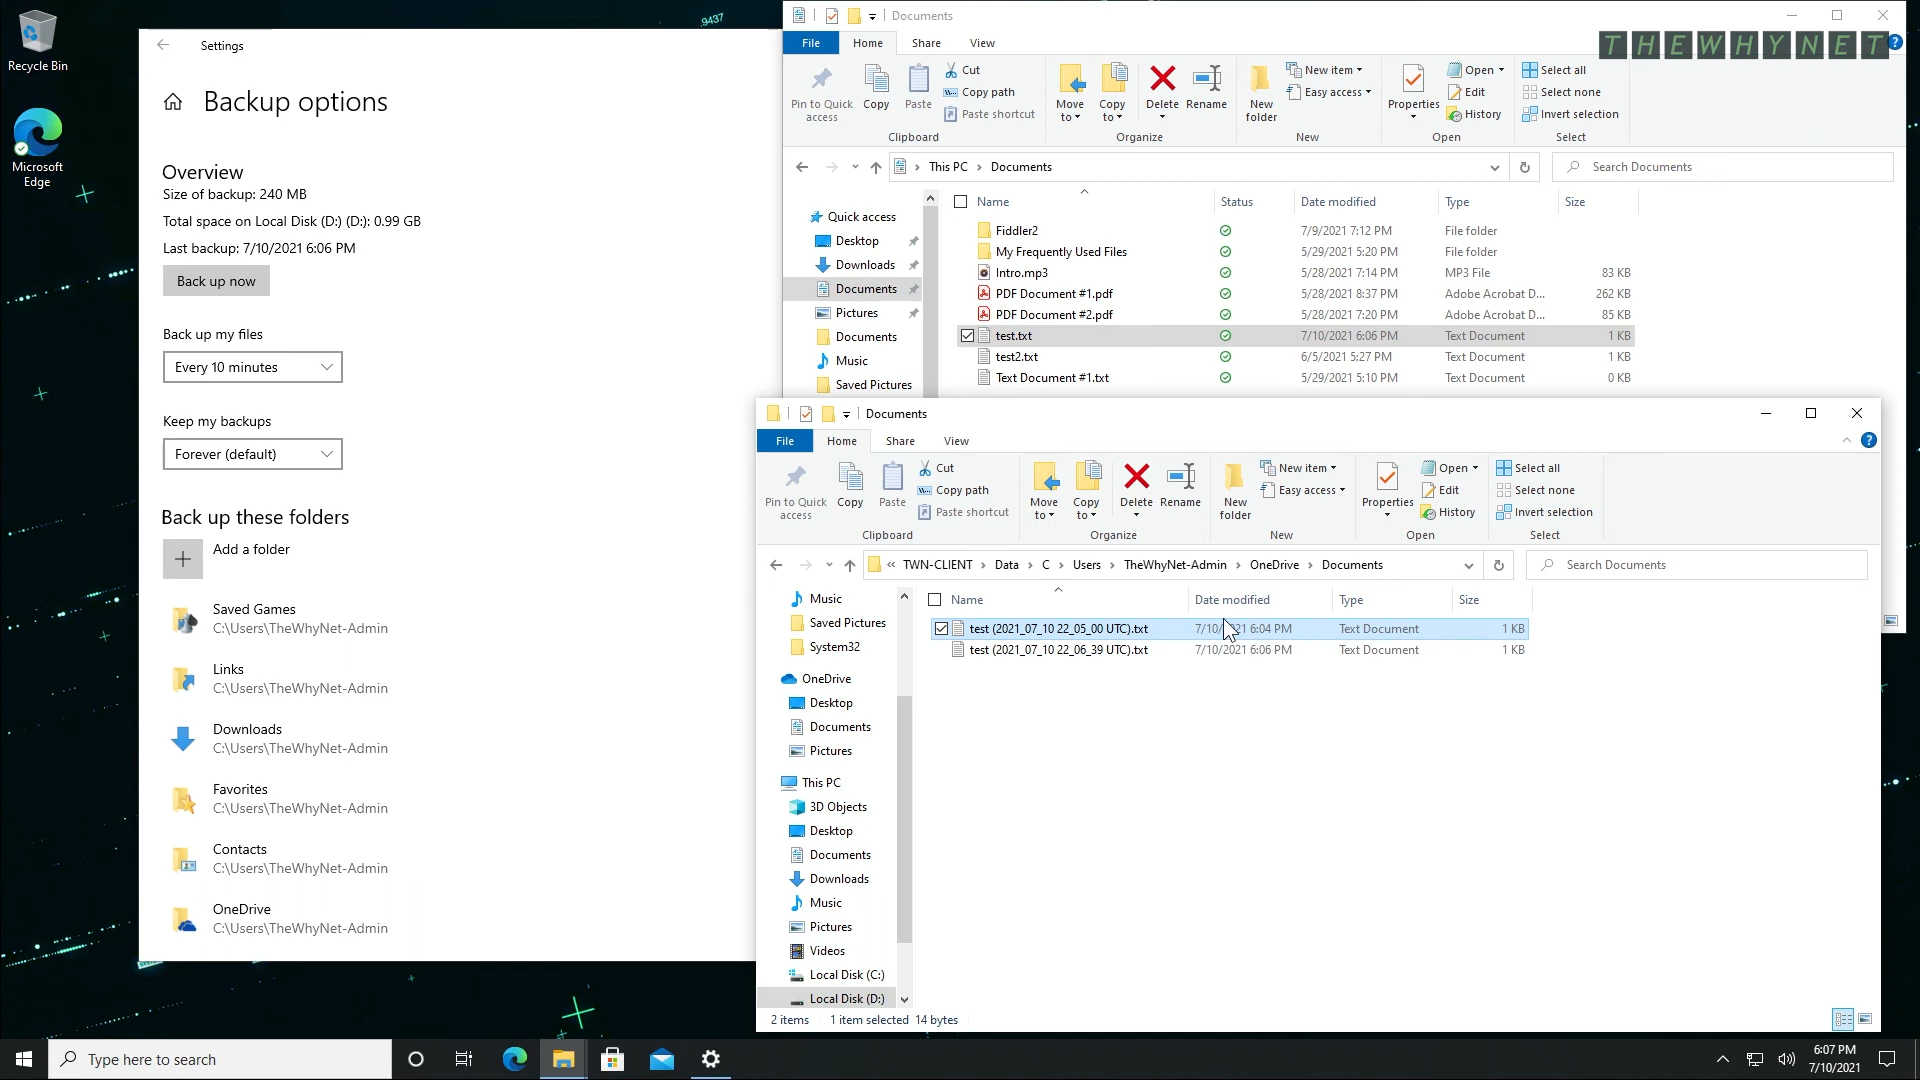 Recycle Bin
Microsoft
Edge
.9437
Settings
Backup options
Overview
Size of backup: 240 MB
Total space on Local Disk (D:) (D:): 0.99 GB
Last backup: 7/10/2021 6:06 PM
Back up now
Back up my files
Every 10 minutes
Keep my backups
Forever (default)
Back up these folders
Add a folder
Saved Games
C:\Users\TheWhyNet-Admin
Links
C:\Users\TheWhyNet-Admin
Downloads
C:\Users\TheWhyNet-Admin
Favorites
C:\Users\TheWhyNet-Admin
Contacts
C:\Users\TheWhyNet-Admin
OneDrive
C:\Users\TheWhyNet-Admin
Documents
File Home Share View
THEWHYNET
Pin to Quick access Copy Paste Cut Copy path Paste shortcut
Move to Copy to Delete Rename New folder New item Easy access
Properties Open Edit History Select all Select none Invert selection
Clipboard Organize New Open Select
This PC Documents Search Documents
Quick access
Desktop
Downloads
Documents
Pictures
Documents
Music
Saved Pictures
Name Status Date modified Type Size
Fiddler2 7/9/2021 7:12 PM File folder
My Frequently Used Files 5/29/2021 5:20 PM File folder
Intro.mp3 5/28/2021 7:14 PM MP3 File 83 KB
PDF Document #1.pdf 5/28/2021 8:37 PM Adobe Acrobat D... 262 KB
PDF Document #2.pdf 5/28/2021 7:20 PM Adobe Acrobat D... 85 KB
test.txt 7/10/2021 6:06 PM Text Document 1 KB
test2.txt 6/5/2021 5:27 PM Text Document 1 KB
Text Document #1.txt 5/29/2021 5:10 PM Text Document 0 KB
Documents
File Home Share View
Pin to Quick access Copy Paste Cut Copy path Paste shortcut
Move to Copy to Delete Rename New folder New item Easy access
Properties Open Edit History Select all Select none Invert selection
Clipboard Organize New Open Select
« TWN-CLIENT Data C Users TheWhyNet-Admin OneDrive Documents Search Documents
Music
Saved Pictures
System32
OneDrive
Desktop
Documents
Pictures
This PC
3D Objects
Desktop
Documents
Downloads
Music
Pictures
Videos
Local Disk (C:)
Local Disk (D:)
Name Date modified Type Size
test (2021_07_10 22_05_00 UTC).txt 7/10/2021 6:04 PM Text Document 1 KB
test (2021_07_10 22_06_39 UTC).txt 7/10/2021 6:06 PM Text Document 1 KB
2 items 1 item selected 14 bytes
Type here to search
6:07 PM
7/10/2021